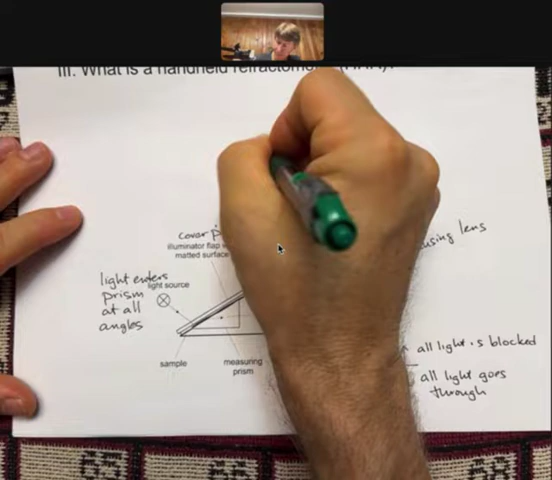 III. What is a handheld
cover
illuminator flap
matted surface
using lens
light enters
prism
at all
angles
light source
all light is blocked
all light goes
through
sample
measuring
prism